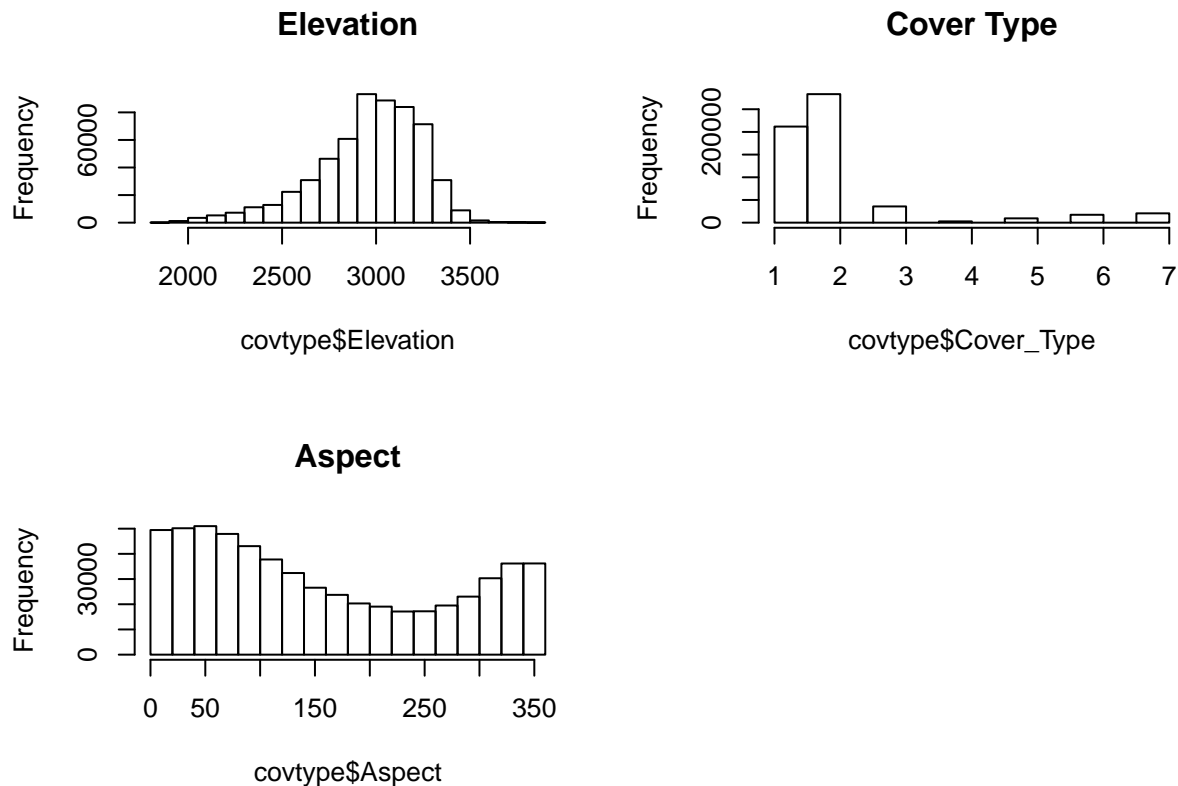 Elevation
Frequency
0
60000
2000 2500 3000 3500
covtype$Elevation
Cover Type
Frequency
0
200000
1 2 3 4 5 6 7
covtype$Cover_Type
Aspect
Frequency
0
30000
0 50 150 250 350
covtype$Aspect